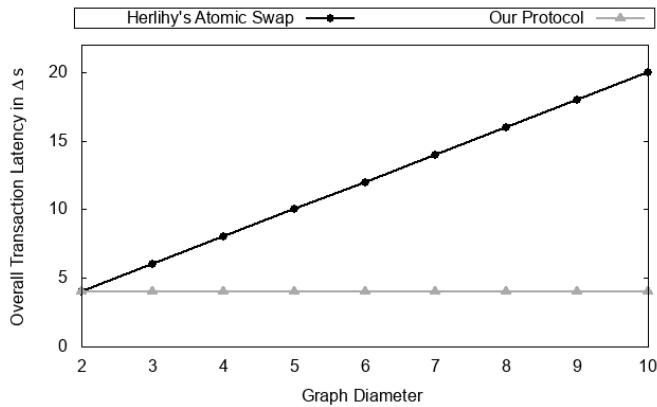 Herlihy's Atomic Swap Our Protocol
Overall Transaction Latency in Δ s
20
15
10
5
0
2 3 4 5 6 7 8 9 10
Graph Diameter